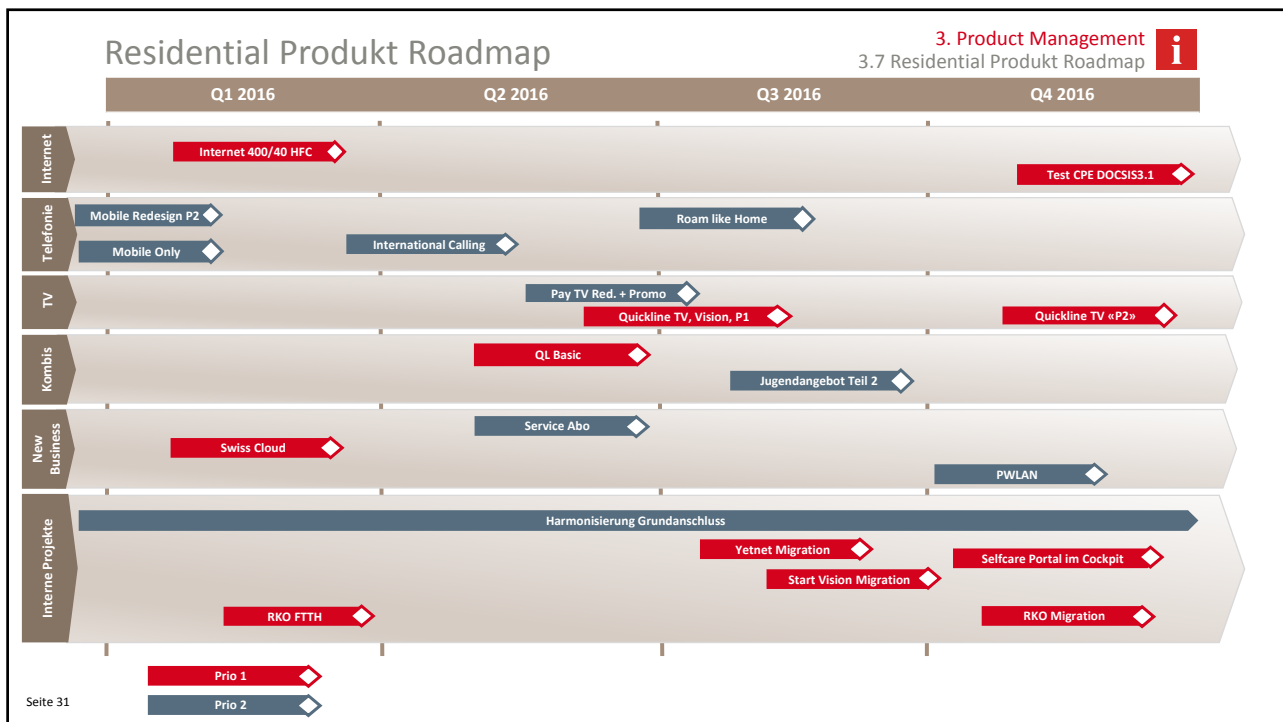 Residential Produkt Roadmap
3. Product Management
3.7 Residential Produkt Roadmap
i
Q1 2016
Q2 2016
Q3 2016
Q4 2016
Internet
Internet 400/40 HFC
Test CPE DOCSIS3.1
Telefonie
Mobile Redesign P2
Roam like Home
Mobile Only
International Calling
TV
Pay TV Red. + Promo
Quickline TV, Vision, P1
Quickline TV «P2»
Kombis
QL Basic
Jugendangebot Teil 2
New
Business
Service Abo
Swiss Cloud
PWLAN
Interne Projekte
Harmonisierung Grundanschluss
Yetnet Migration
Selfcare Portal im Cockpit
Start Vision Migration
RKO FTTH
RKO Migration
Prio 1
Prio 2
Seite 31